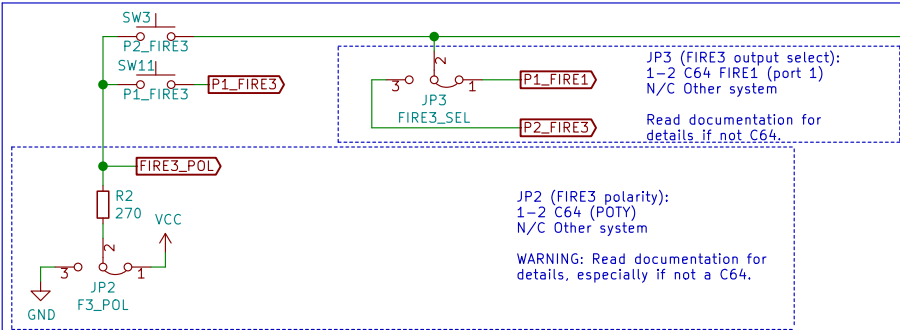 SW3
P2_FIRE3
SW11
P1_FIRE3
P1_FIRE3
2
3
1
JP3
FIRE3_SEL
P1_FIRE1
P2_FIRE3
JP3 (FIRE3 output select):
1-2 C64 FIRE1 (port 1)
N/C Other system
Read documentation for
details if not C64.
FIRE3_POL
R2
270
VCC
2
3
1
JP2
F3_POL
GND
JP2 (FIRE3 polarity):
1-2 C64 (POTY)
N/C Other system
WARNING: Read documentation for
details, especially if not a C64.